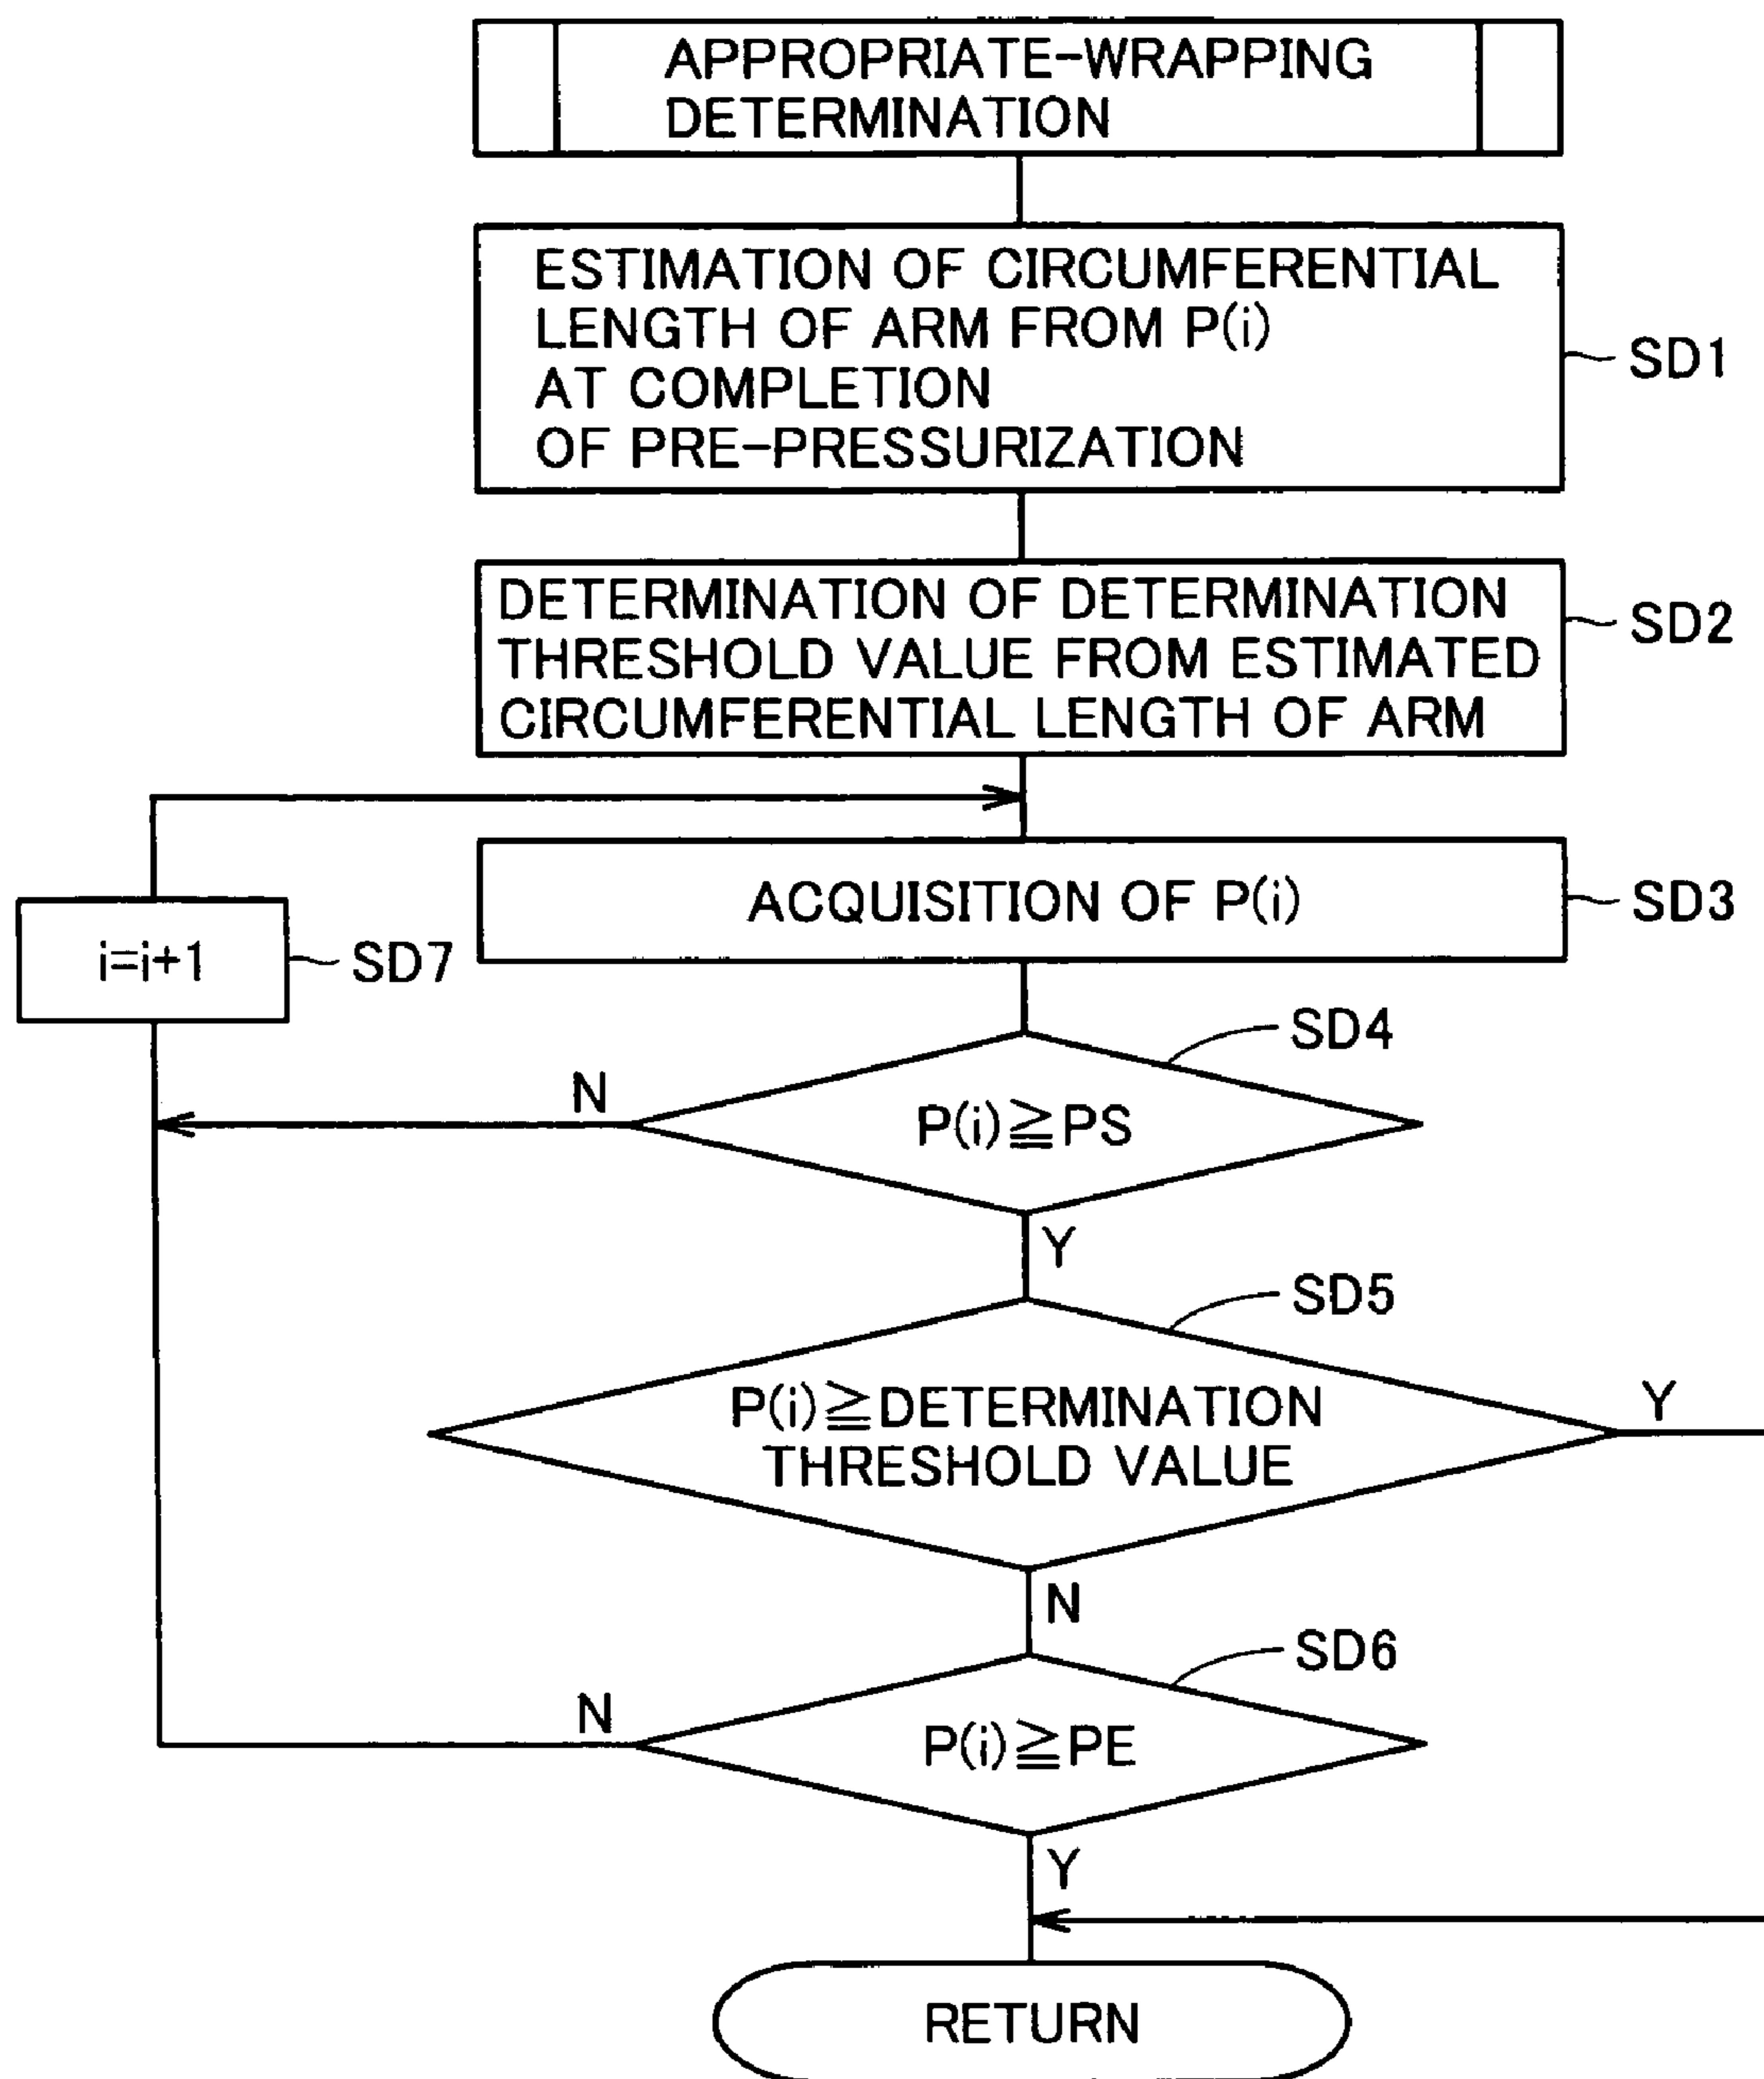 APPROPRIATE-WRAPPING
DETERMINATION
ESTIMATION OF CIRCUMFERENTIAL
LENGTH OF ARM FROM P(i)
AT COMPLETION
OF PRE-PRESSURIZATION
SD1
DETERMINATION OF DETERMINATION
THRESHOLD VALUE FROM ESTIMATED
CIRCUMFERENTIAL LENGTH OF ARM
SD2
ACQUISITION OF P(i)
SD3
i=i+1
SD7
SD4
N
P(i)≧PS
Y
SD5
P(i)≧DETERMINATION
THRESHOLD VALUE
Y
N
SD6
N
P(i)≧PE
Y
RETURN